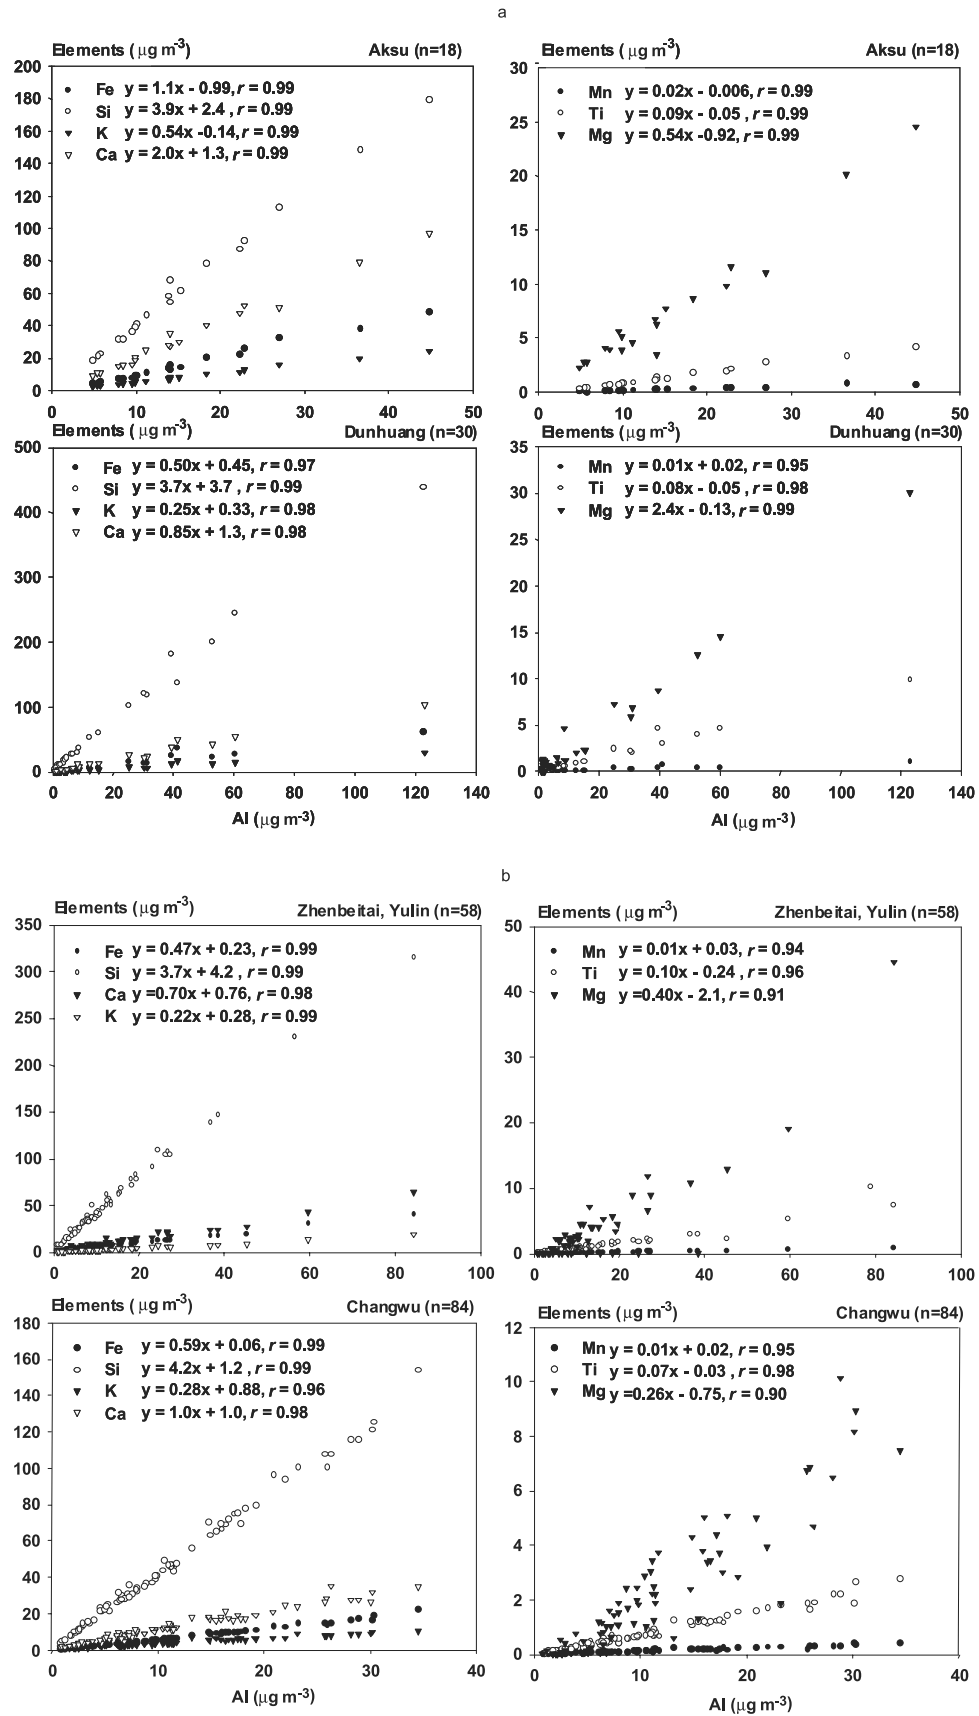 a
Elements ( μg m-3)
Aksu (n=18)
200
180
160
140
120
100
80
60
40
20
0
Fe y = 1.1x - 0.99, r = 0.99
Si y = 3.9x + 2.4 , r = 0.99
K y = 0.54x -0.14, r = 0.99
Ca y = 2.0x + 1.3, r = 0.99
0 10 20 30 40 50
Elements ( μg m-3)
Aksu (n=18)
30
25
20
15
10
5
0
Mn y = 0.02x - 0.006, r = 0.99
Ti y = 0.09x - 0.05 , r = 0.99
Mg y = 0.54x -0.92, r = 0.99
0 10 20 30 40 50
Elements ( μg m-3)
Dunhuang (n=30)
500
400
300
200
100
0
Fe y = 0.50x + 0.45, r = 0.97
Si y = 3.7x + 3.7 , r = 0.99
K y = 0.25x + 0.33, r = 0.98
Ca y = 0.85x + 1.3, r = 0.98
0 20 40 60 80 100 120 140
Al (μg m-3)
Elements ( μg m-3)
Dunhuang (n=30)
35
30
25
20
15
10
5
0
Mn y = 0.01x + 0.02, r = 0.95
Ti y = 0.08x - 0.05 , r = 0.98
Mg y = 2.4x - 0.13, r = 0.99
0 20 40 60 80 100 120 140
Al (μg m-3)
b
Elements ( μg m-3)
Zhenbeitai, Yulin (n=58)
350
300
250
200
150
100
50
0
Fe y = 0.47x + 0.23, r = 0.99
Si y = 3.7x + 4.2 , r = 0.99
Ca y =0.70x + 0.76, r = 0.98
K y = 0.22x + 0.28, r = 0.99
0 20 40 60 80 100
Elements ( μg m-3)
Zhenbeitai, Yulin (n=58)
50
40
30
20
10
0
Mn y = 0.01x + 0.03, r = 0.94
Ti y = 0.10x - 0.24 , r = 0.96
Mg y =0.40x - 2.1, r = 0.91
0 20 40 60 80 100
Elements ( μg m-3)
Changwu (n=84)
180
160
140
120
100
80
60
40
20
0
Fe y = 0.59x + 0.06, r = 0.99
Si y = 4.2x + 1.2 , r = 0.99
K y = 0.28x + 0.88, r = 0.96
Ca y = 1.0x + 1.0, r = 0.98
0 10 20 30 40
Al (μg m-3)
Elements ( μg m-3)
Changwu (n=84)
12
10
8
6
4
2
0
Mn y = 0.01x + 0.02, r = 0.95
Ti y = 0.07x - 0.03 , r = 0.98
Mg y =0.26x - 0.75, r = 0.90
0 10 20 30 40
Al (μg m-3)